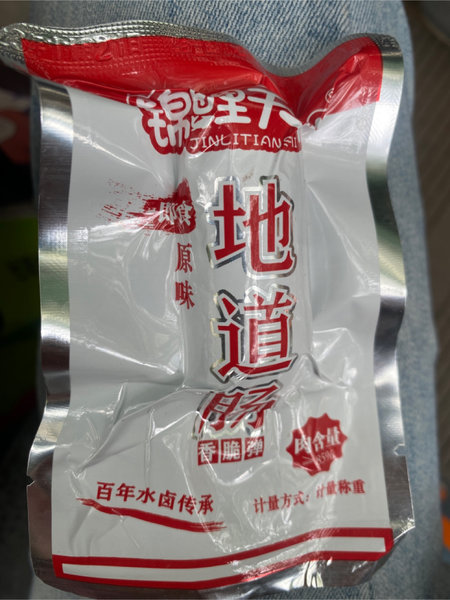 锦里天
JINLITIAN
即食
原味
地道肠
香脆弹
肉含量
百年水卤传承
计量方式：计量称重